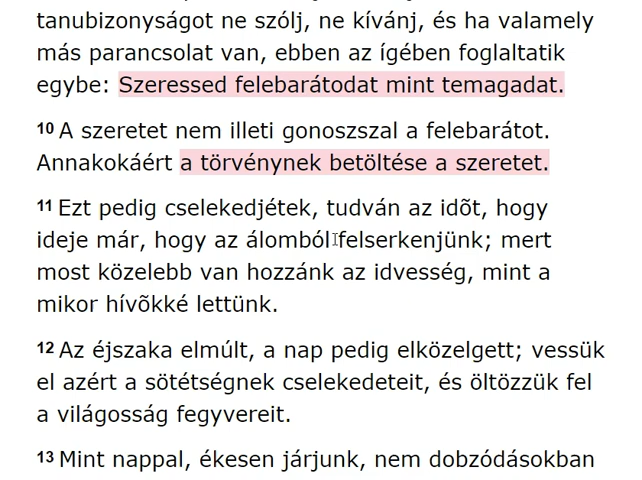 tanubizonyságot ne szólj, ne kívánj, és ha valamely
más parancsolat van, ebben az ígében foglaltatik
egybe: Szeressed felebarátodat mint temagadat.
10 A szeretet nem illeti gonoszszal a felebarátot.
Annakokáért a törvénynek betöltése a szeretet.
11 Ezt pedig cselekedjétek, tudván az idõt, hogy
ideje már, hogy az álomból felserkenjünk; mert
most közelebb van hozzánk az idvesség, mint a
mikor hívõkké lettünk.
12 Az éjszaka elmúlt, a nap pedig elközelgett; vessük
el azért a sötétségnek cselekedeteit, és öltözzük fel
a világosság fegyvereit.
13 Mint nappal, ékesen járjunk, nem dobzódásokban